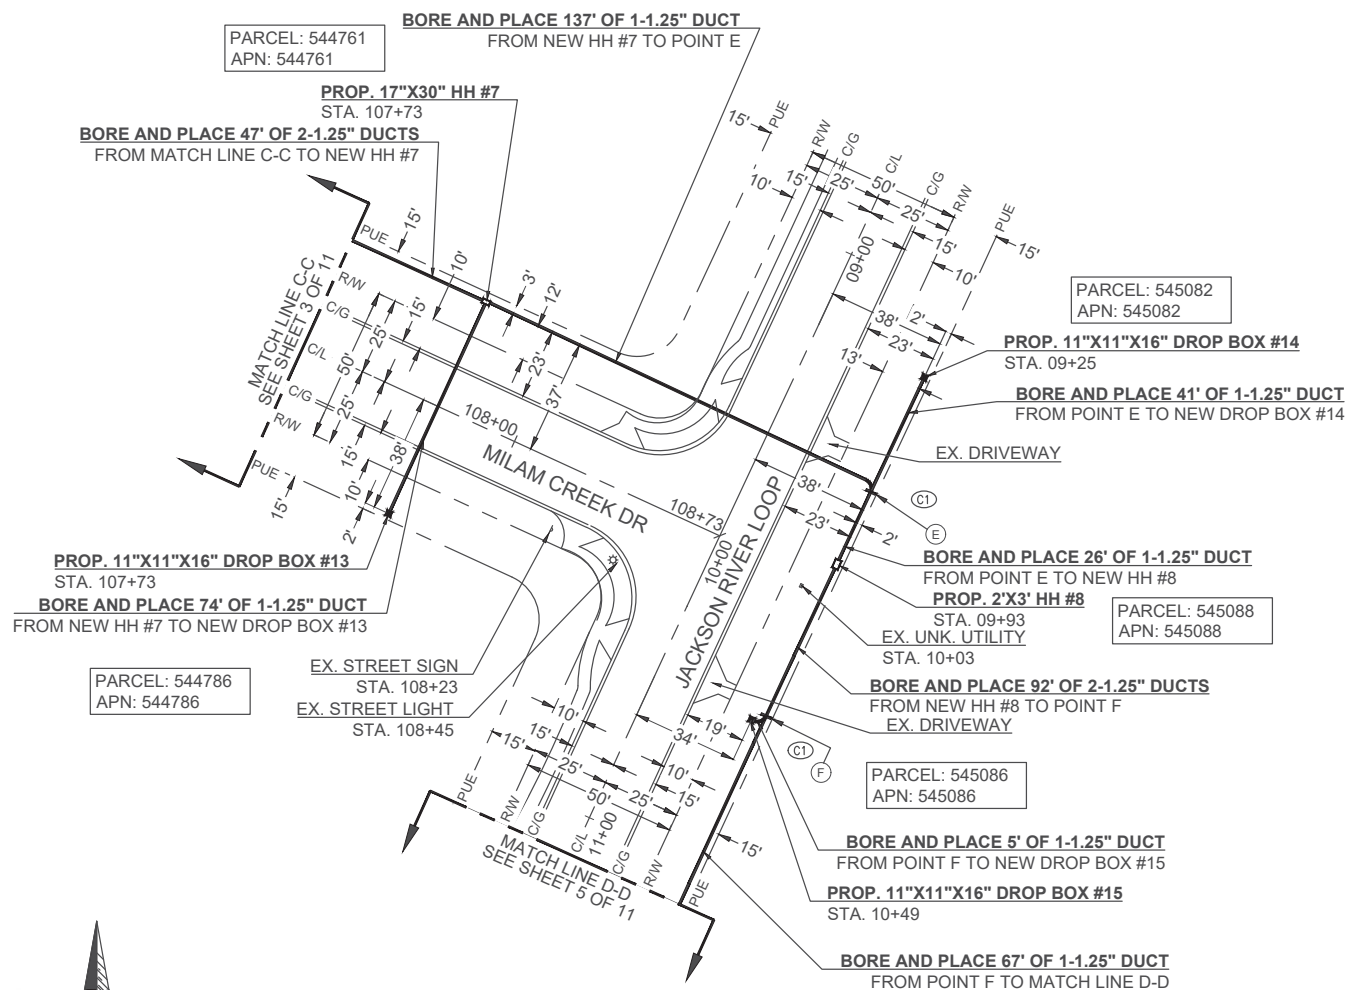 BORE AND PLACE 137' OF 1-1.25" DUCT
FROM NEW HH #7 TO POINT E
PARCEL: 544761
APN: 544761
PROP. 17"X30" HH #7
STA. 107+73
BORE AND PLACE 47' OF 2-1.25" DUCTS
FROM MATCH LINE C-C TO NEW HH #7
15'
PUE
R/W
C/G
C/L
C/G
R/W
PUE
10'
15'
25'
50'
25'
15'
10'
15'
09+00
38'
23'
2'
13'
PARCEL: 545082
APN: 545082
PROP. 11"X11"X16" DROP BOX #14
STA. 09+25
BORE AND PLACE 41' OF 1-1.25" DUCT
FROM POINT E TO NEW DROP BOX #14
EX. DRIVEWAY
MATCH LINE C-C
SEE SHEET 3 OF 11
PUE
R/W
C/G
C/L
C/G
R/W
PUE
15'
10'
15'
25'
50'
25'
15'
38'
10'
2'
15'
3'
12'
23'
37'
108+00
MILAM CREEK DR
108+73
10+00
JACKSON RIVER LOOP
38'
23'
2'
C1
E
BORE AND PLACE 26' OF 1-1.25" DUCT
FROM POINT E TO NEW HH #8
PROP. 2'X3' HH #8
STA. 09+93
PARCEL: 545088
APN: 545088
EX. UNK. UTILITY
STA. 10+03
BORE AND PLACE 92' OF 2-1.25" DUCTS
FROM NEW HH #8 TO POINT F
EX. DRIVEWAY
PROP. 11"X11"X16" DROP BOX #13
STA. 107+73
BORE AND PLACE 74' OF 1-1.25" DUCT
FROM NEW HH #7 TO NEW DROP BOX #13
PARCEL: 544786
APN: 544786
EX. STREET SIGN
STA. 108+23
EX. STREET LIGHT
STA. 108+45
10'
15'
15'
25'
50'
25'
19'
34'
10'
15'
15'
C1
F
PUE
R/W
C/G
C/L
11+00
C/G
R/W
PUE
MATCH LINE D-D
SEE SHEET 5 OF 11
PARCEL: 545086
APN: 545086
BORE AND PLACE 5' OF 1-1.25" DUCT
FROM POINT F TO NEW DROP BOX #15
PROP. 11"X11"X16" DROP BOX #15
STA. 10+49
BORE AND PLACE 67' OF 1-1.25" DUCT
FROM POINT F TO MATCH LINE D-D